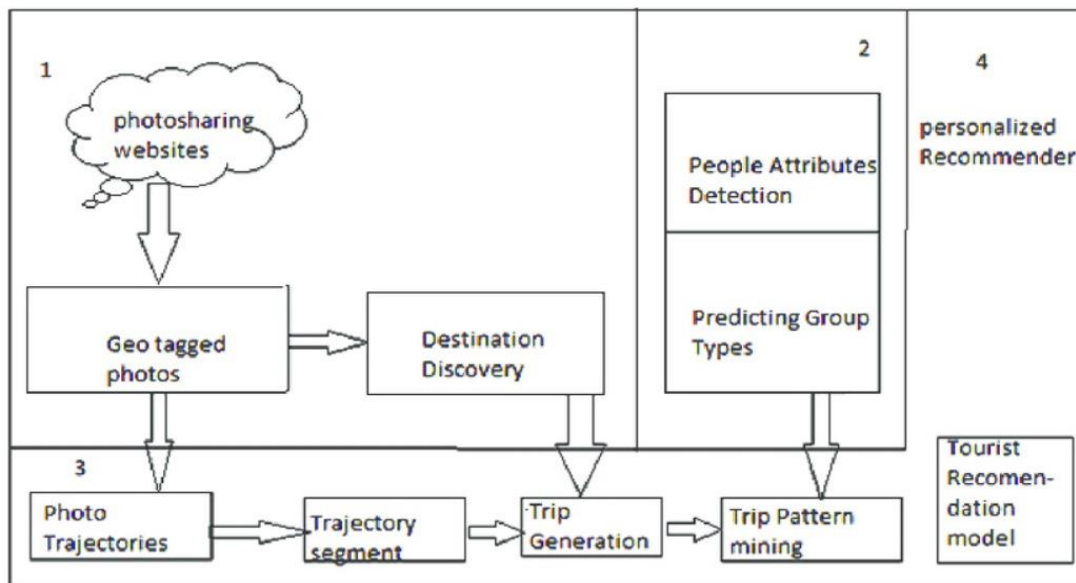 1
photosharing
websites
Geo tagged
photos
Destination
Discovery
2
People Attributes
Detection
Predicting Group
Types
3
Photo
Trajectories
Trajectory
segment
Trip
Generation
Trip Pattern
mining
4
personalized
Recommender
Tourist
Recomen-
dation
model